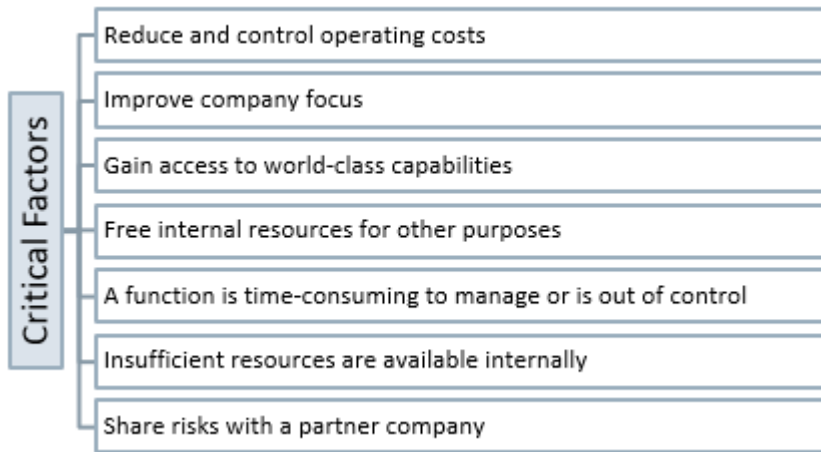 Critical Factors
Reduce and control operating costs
Improve company focus
Gain access to world-class capabilities
Free internal resources for other purposes
A function is time-consuming to manage or is out of control
Insufficient resources are available internally
Share risks with a partner company